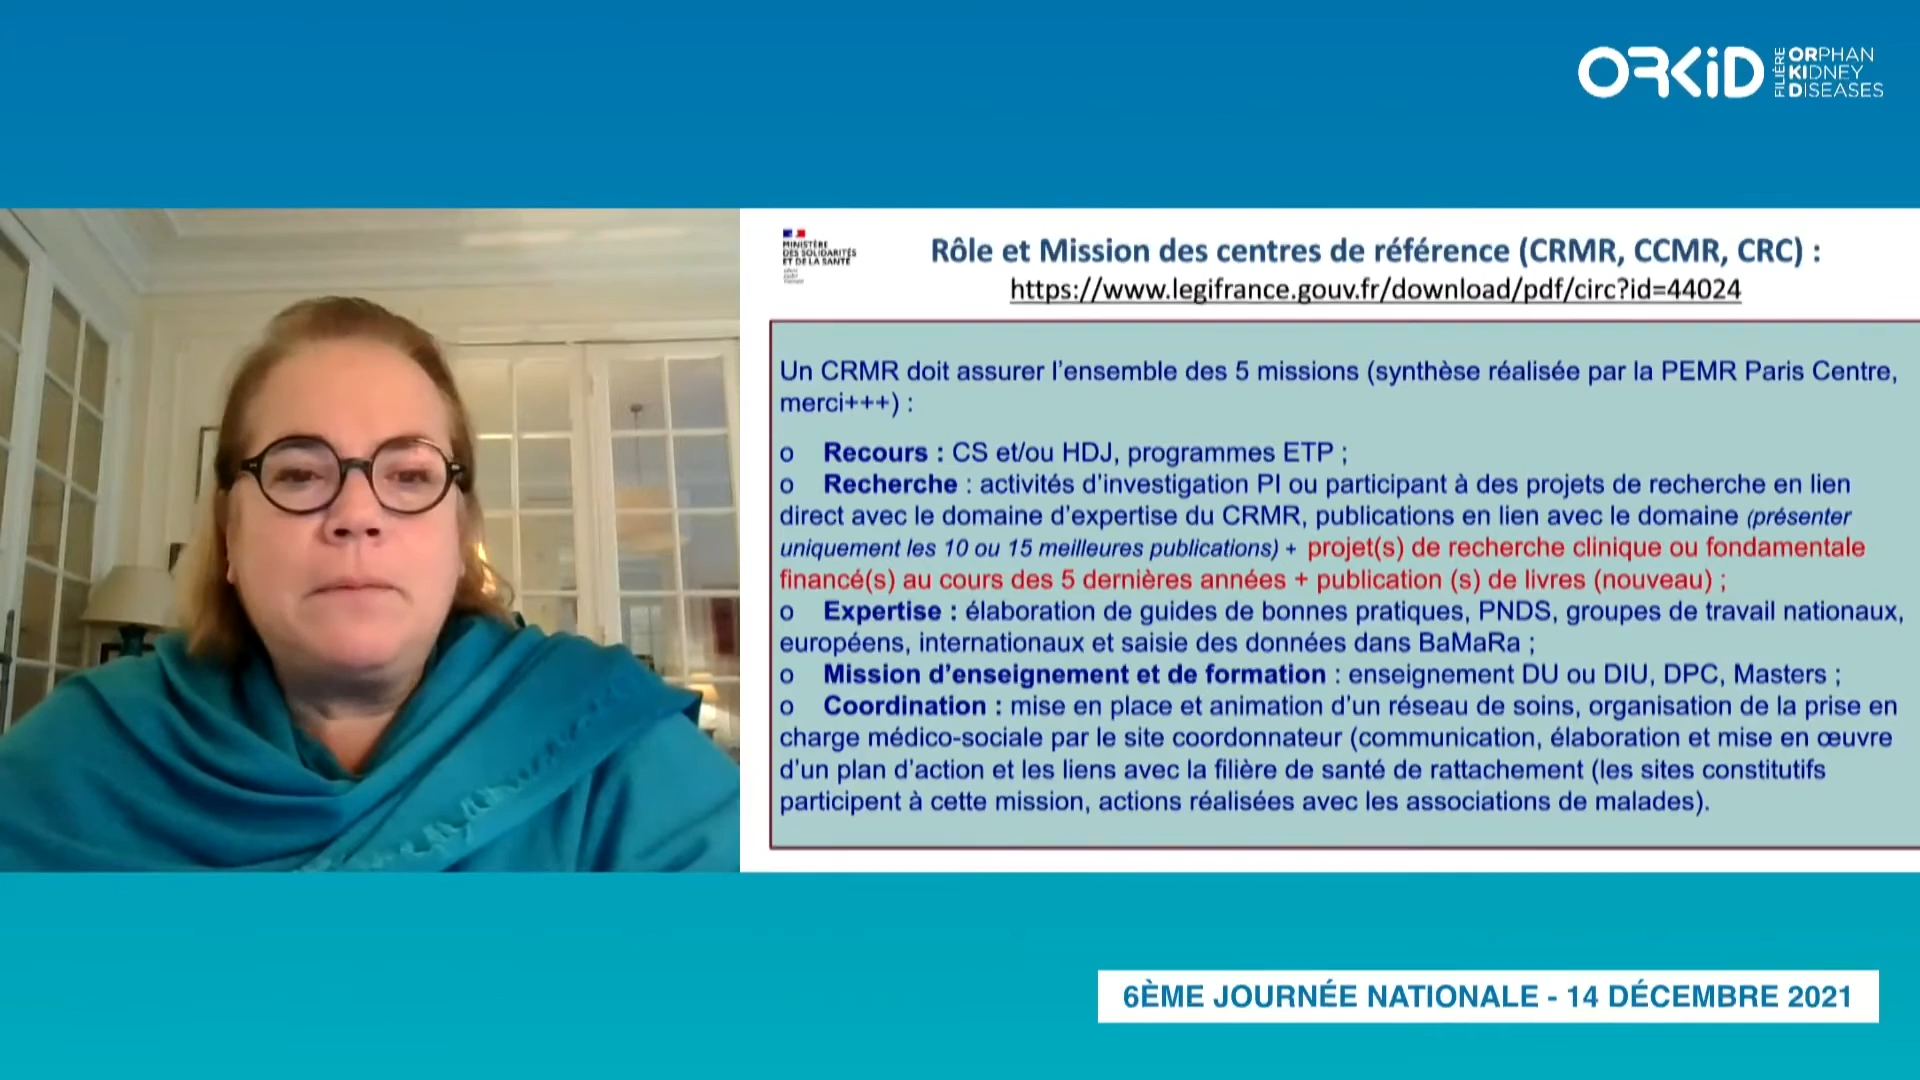 ORKID
FILIÈRE
ORPHAN
KIDNEY
DISEASES
MINISTÈRE
DES SOLIDARITÉS
ET DE LA SANTÉ
Rôle et Mission des centres de référence (CRMR, CCMR, CRC) :
https://www.legifrance.gouv.fr/download/pdf/circ?id=44024
Un CRMR doit assurer l’ensemble des 5 missions (synthèse réalisée par la PEMR Paris Centre,
merci+++) :
o Recours : CS et/ou HDJ, programmes ETP ;
o Recherche : activités d’investigation PI ou participant à des projets de recherche en lien
direct avec le domaine d’expertise du CRMR, publications en lien avec le domaine (présenter
uniquement les 10 ou 15 meilleures publications) + projet(s) de recherche clinique ou fondamentale
financé(s) au cours des 5 dernières années + publication (s) de livres (nouveau) ;
o Expertise : élaboration de guides de bonnes pratiques, PNDS, groupes de travail nationaux,
européens, internationaux et saisie des données dans BaMaRa ;
o Mission d’enseignement et de formation : enseignement DU ou DIU, DPC, Masters ;
o Coordination : mise en place et animation d’un réseau de soins, organisation de la prise en
charge médico-sociale par le site coordonnateur (communication, élaboration et mise en œuvre
d’un plan d’action et les liens avec la filière de santé de rattachement (les sites constitutifs
participent à cette mission, actions réalisées avec les associations de malades).
6ÈME JOURNÉE NATIONALE - 14 DÉCEMBRE 2021